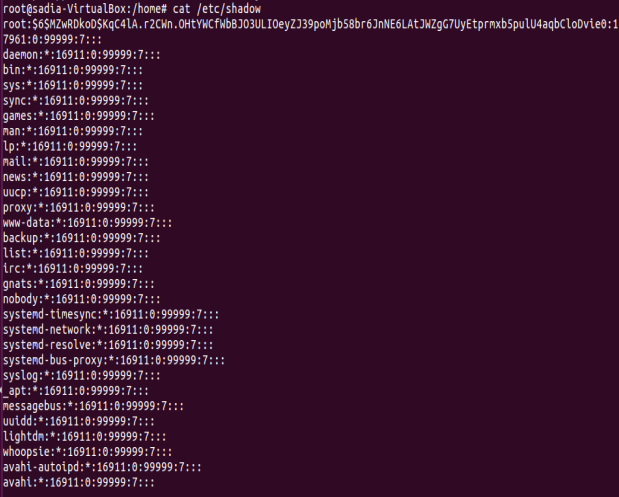 root@sadia-VirtualBox:/home# cat /etc/shadow
root:$6$MZwRDkoD$KqC4lA.r2CWn.OHtYWCfWbBJO3ULIOeyZJ39poMjb58br6JnNE6LAtJWZgG7UyEtprmxb5pulU4aqbCloDvie0:1
7961:0:99999:7:::
daemon:*:16911:0:99999:7:::
bin:*:16911:0:99999:7:::
sys:*:16911:0:99999:7:::
sync:*:16911:0:99999:7:::
games:*:16911:0:99999:7:::
man:*:16911:0:99999:7:::
lp:*:16911:0:99999:7:::
mail:*:16911:0:99999:7:::
news:*:16911:0:99999:7:::
uucp:*:16911:0:99999:7:::
proxy:*:16911:0:99999:7:::
www-data:*:16911:0:99999:7:::
backup:*:16911:0:99999:7:::
list:*:16911:0:99999:7:::
irc:*:16911:0:99999:7:::
gnats:*:16911:0:99999:7:::
nobody:*:16911:0:99999:7:::
systemd-timesync:*:16911:0:99999:7:::
systemd-network:*:16911:0:99999:7:::
systemd-resolve:*:16911:0:99999:7:::
systemd-bus-proxy:*:16911:0:99999:7:::
syslog:*:16911:0:99999:7:::
_apt:*:16911:0:99999:7:::
messagebus:*:16911:0:99999:7:::
uuidd:*:16911:0:99999:7:::
lightdm:*:16911:0:99999:7:::
whoopsie:*:16911:0:99999:7:::
avahi-autoipd:*:16911:0:99999:7:::
avahi:*:16911:0:99999:7:::